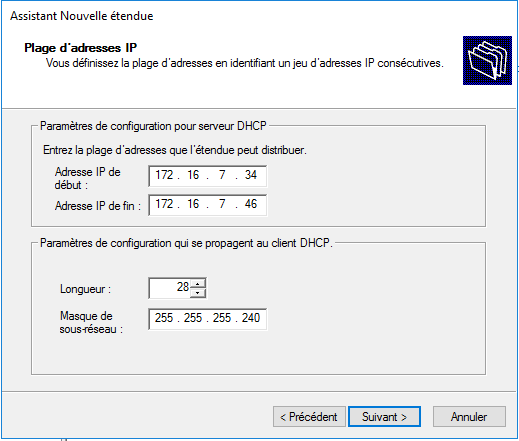 Assistant Nouvelle étendue
Plage d'adresses IP
Vous définissez la plage d'adresses en identifiant un jeu d'adresses IP consécutives.
Paramètres de configuration pour serveur DHCP
Entrez la plage d'adresses que l'étendue peut distribuer.
Adresse IP de
début :
172 . 16 . 7 . 34
Adresse IP de fin :
172 . 16 . 7 . 46
Paramètres de configuration qui se propagent au client DHCP.
Longueur :
28
Masque de
sous-réseau :
255 . 255 . 255 . 240
< Précédent
Suivant >
Annuler